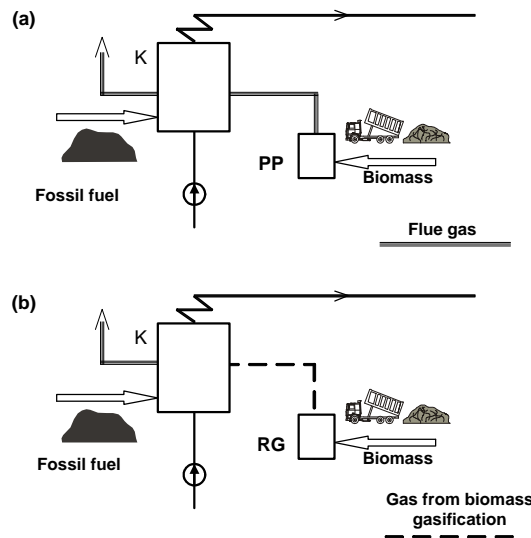 (a)
K
PP
Biomass
Fossil fuel
Flue gas
(b)
K
RG
Biomass
Fossil fuel
Gas from biomass
gasification